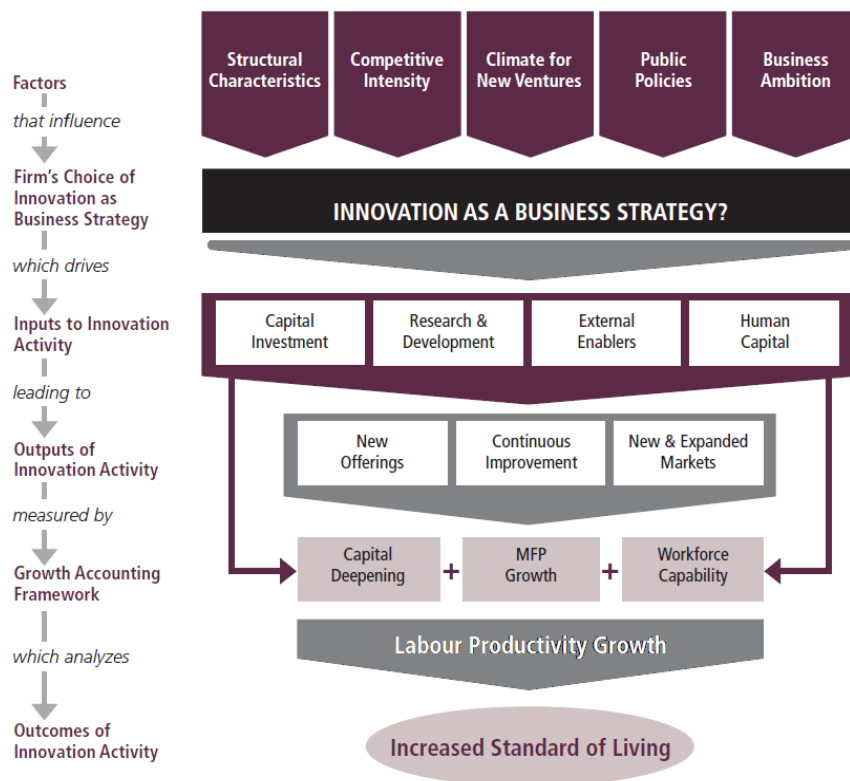 Factors
that influence
Firm's Choice of
Innovation as
Business Strategy
which drives
Inputs to Innovation
Activity
leading to
Outputs of
Innovation Activity
measured by
Growth Accounting
Framework
which analyzes
Outcomes of
Innovation Activity
Structural
Characteristics
Competitive
Intensity
Climate for
New Ventures
Public
Policies
Business
Ambition
INNOVATION AS A BUSINESS STRATEGY?
Capital
Investment
Research &
Development
External
Enablers
Human
Capital
New
Offerings
Continuous
Improvement
New & Expanded
Markets
Capital
Deepening
+
MFP
Growth
+
Workforce
Capability
Labour Productivity Growth
Increased Standard of Living